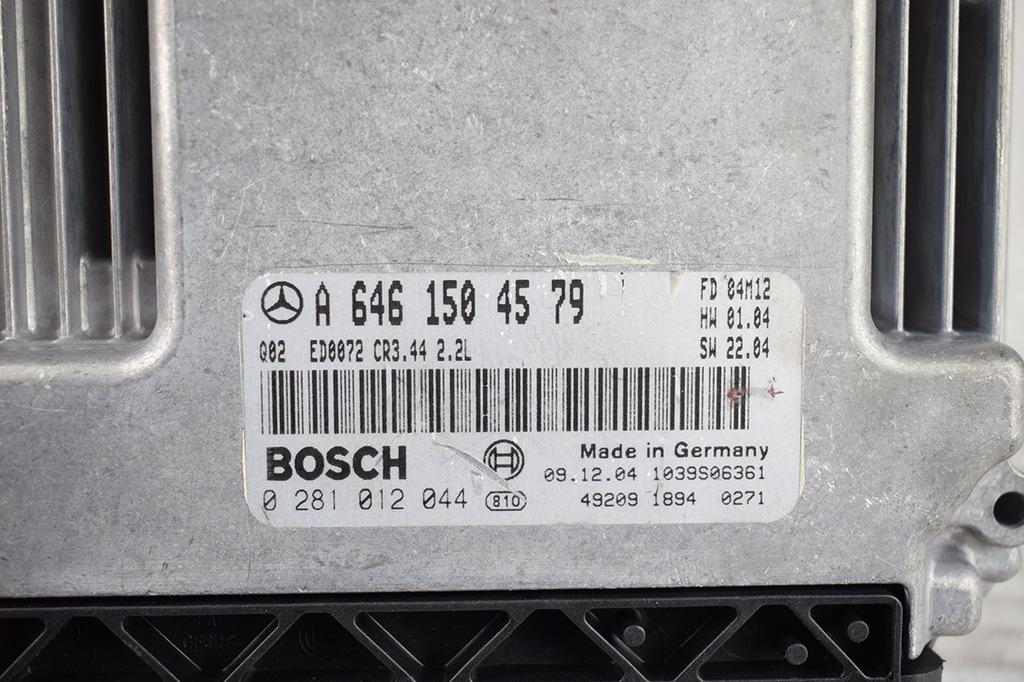 A 646 150 45 79
FD 04M12
HW 01.04
Q02 ED0072 CR3.44 2.2L
SW 22.04
BOSCH
Made in Germany
09.12.04 1039S06361
0 281 012 044
810
49209 1894 0271